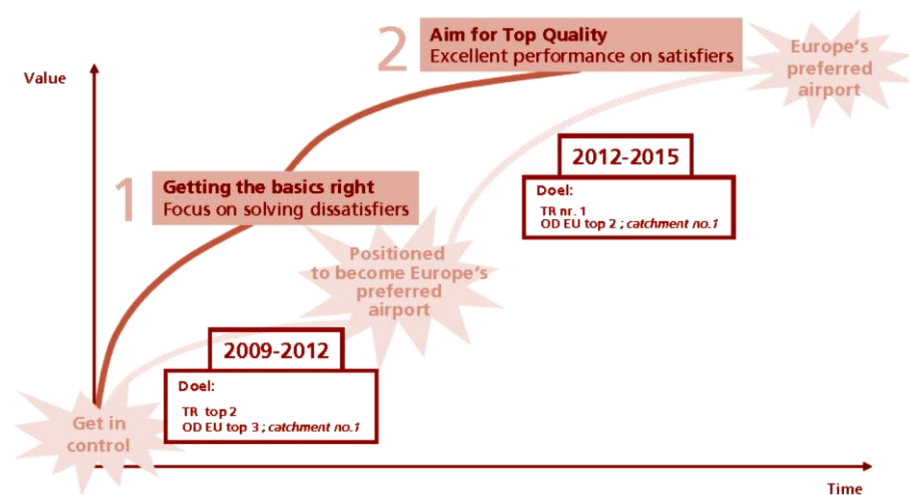 2
Aim for Top Quality
Excellent performance on satisfiers
Europe's
preferred
airport
Value
1
Getting the basics right
Focus on solving dissatisfiers
2012-2015
Doel:
TR nr. 1
OD EU top 2 ; catchment no.1
Positioned
to become Europe's
preferred
airport
2009-2012
Doel:
TR top 2
OD EU top 3 ; catchment no.1
Get in
control
Time